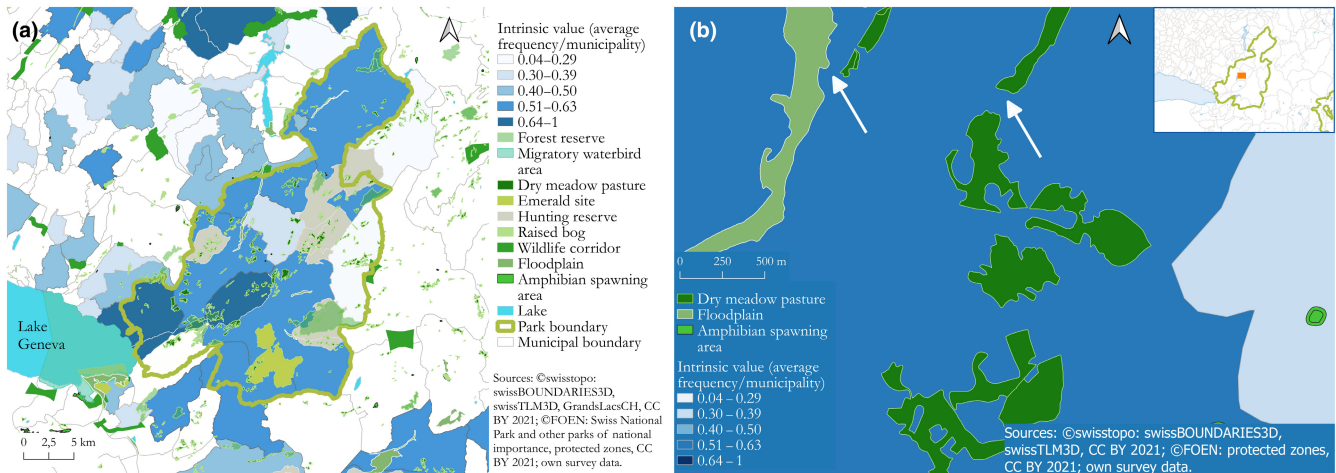 (a)
Intrinsic value (average
frequency/municipality)
0.04–0.29
0.30–0.39
0.40–0.50
0.51–0.63
0.64–1
Forest reserve
Migratory waterbird
area
Dry meadow pasture
Emerald site
Hunting reserve
Raised bog
Wildlife corridor
Floodplain
Amphibian spawning
area
Lake
Park boundary
Municipal boundary
Lake
Geneva
0 2,5 5 km
Sources: ©swisstopo:
swissBOUNDARIES3D,
swissTLM3D, GrandsLacsCH, CC
BY 2021; ©FOEN: Swiss National
Park and other parks of national
importance, protected zones, CC
BY 2021; own survey data.
(b)
0 250 500 m
Dry meadow pasture
Floodplain
Amphibian spawning
area
Intrinsic value (average
frequency/municipality)
0.04 – 0.29
0.30 – 0.39
0.40 – 0.50
0.51 – 0.63
0.64 – 1
Sources: ©swisstopo: swissBOUNDARIES3D,
swissTLM3D, CC BY 2021; ©FOEN: protected zones,
CC BY 2021; own survey data.